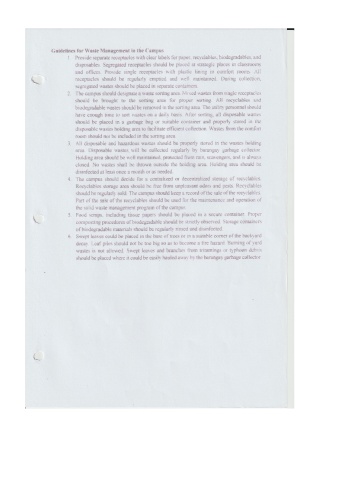 Guidelines for Waste Management in the Campus
1. Provide separate receptacles with clear labels for paper, recyclables, biodegradables, and
disposables. Segregated receptacles should be placed at strategic places in classrooms
and offices. Provide single receptacles with plastic lining in comfort rooms. All
receptacles should be regularly emptied and well maintained. During collection,
segregated wastes should be placed in separate containers.
2. The campus should designate a waste sorting area. Mixed wastes from single receptacles
should be brought to the sorting area for proper sorting. All recyclables and
biodegradable wastes should be retained in the sorting area. The utility personnel should
have enough time to sort wastes on a daily basis. After sorting, all disposable wastes
should be placed in a garbage bag or suitable container and properly stored in the
disposable wastes holding area to facilitate efficient collection. Wastes from the comfort
room should not be included in the sorting area.
3. All disposable and hazardous wastes should be properly stored in the wastes holding
area. Disposable wastes will be collected regularly by barangay garbage collector.
Holding area should be well maintained, protected from rain, scavengers, and is always
closed. No wastes shall be thrown outside the holding area. Holding area should be
disinfected at least once a month or as needed.
4. The campus should decide for a centralized or decentralized storage of recyclables.
Recyclables storage area should be free from unpleasant odors and pests. Recyclables
should be regularly sold. The campus should keep a record of the sale of the recyclables.
Part of the sale of the recyclables should be used for the maintenance and operation of
the solid waste management program of the campus.
5. Food scraps, including tissue papers should be placed in a secure container. Proper
composting procedures of biodegradable should be strictly observed. Storage containers
of biodegradable materials should be regularly rinsed and disinfected.
6. Swept leaves could be placed at the base of trees or in a suitable corner of the backyard
areas. Leaf piles should not be too big so as to become a fire hazard. Burning of yard
wastes is not allowed. Swept leaves and branches from trimmings or typhoon debris
should be placed where it could be easily hauled away by the barangay garbage collector.